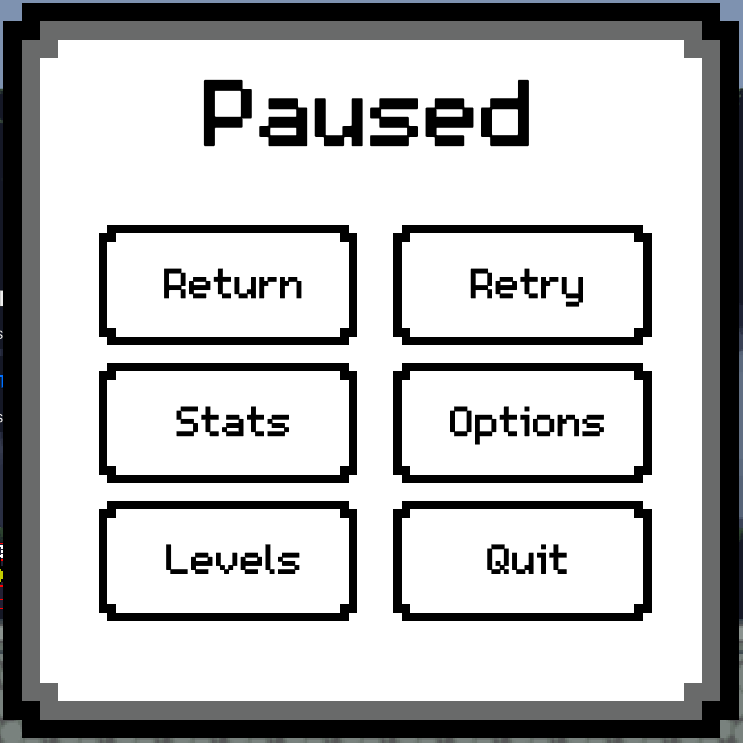 Paused
Return Retry
Stats Options
Levels Quit